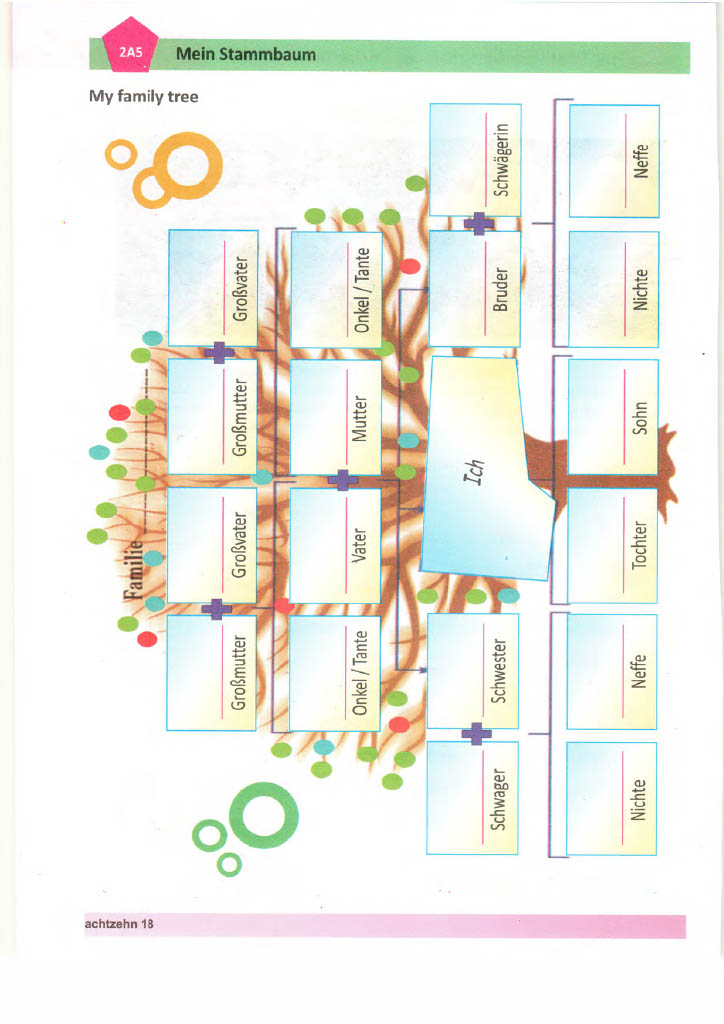 2A5
Mein Stammbaum
My family tree
Familie
Großmutter
Großvater
Großmutter
Großvater
Onkel / Tante
Vater
Mutter
Onkel / Tante
Schwager
Schwester
Ich
Bruder
Schwägerin
Nichte
Neffe
Tochter
Sohn
Nichte
Neffe
achtzehn 18